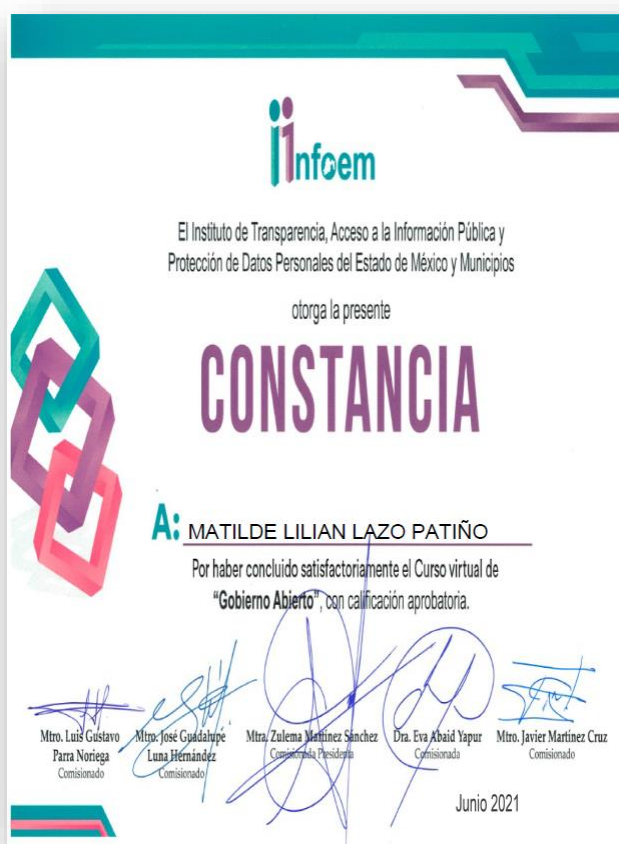 infoem
El Instituto de Transparencia, Acceso a la Información Pública y
Protección de Datos Personales del Estado de México y Municipios
otorga la presente
CONSTANCIA
A: MATILDE LILIAN LAZO PATIÑO
Por haber concluido satisfactoriamente el Curso virtual de
“Gobierno Abierto”, con calificación aprobatoria.
Mtro. Luis Gustavo
Parra Noriega
Comisionado
Mtro. José Guadalupe
Luna Hernández
Comisionado
Mtra. Zulema Martínez Sánchez
Comisionada Presidenta
Dra. Eva Abaid Yapur
Comisionada
Mtro. Javier Martínez Cruz
Comisionado
Junio 2021